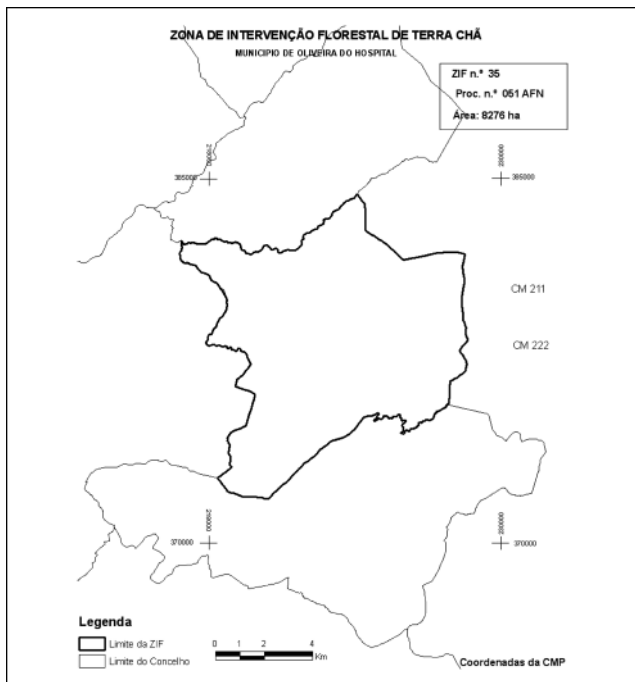 ZONA DE INTERVENÇÃO FLORESTAL DE TERRA CHÃ
MUNICIPIO DE OLIVEIRA DO HOSPITAL
ZIF n.º 35
Proc. n.º 051 AFN
Área: 8276 ha
385000
385000
CM 211
CM 222
370000
370000
Legenda
Limite da ZIF
Limite do Concelho
0 1 2 4
Km
Coordenadas da CMP